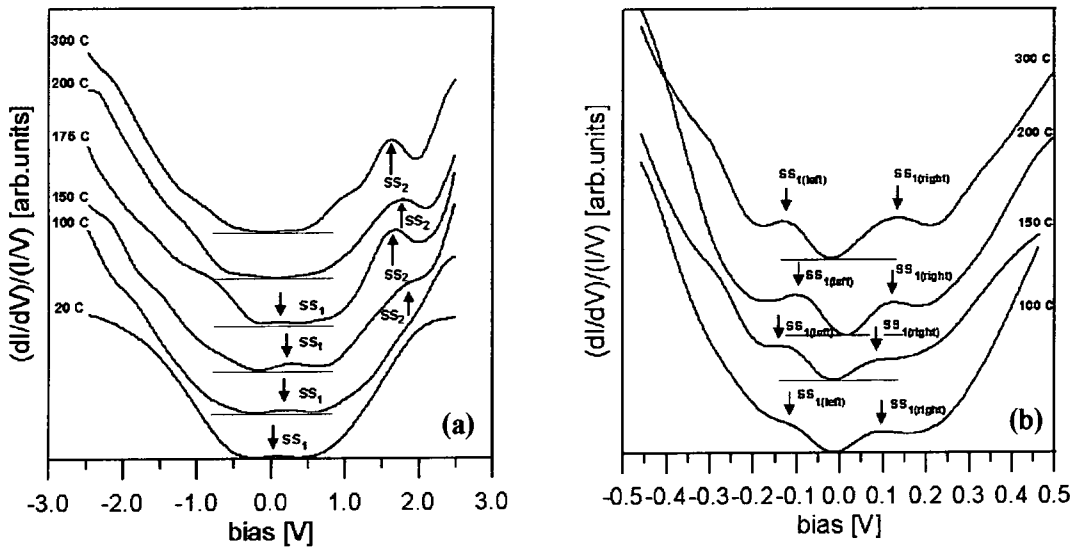 (dI/dV)/(I/V) [arb.units]
300 C
200 C
175 C
150 C
100 C
20 C
SS2
SS2
SS2
SS2
SS1
SS1
SS1
SS1
(a)
-3.0 -2.0 -1.0 0.0 1.0 2.0 3.0
bias [V]
(dI/dV)/(I/V) [arb.units]
300 C
200 C
150 C
100 C
SS1(left) SS1(right)
SS1(left) SS1(right)
SS1(left) SS1(right)
SS1(left) SS1(right)
(b)
-0.5 -0.4 -0.3 -0.2 -0.1 0.0 0.1 0.2 0.3 0.4 0.5
bias [V]